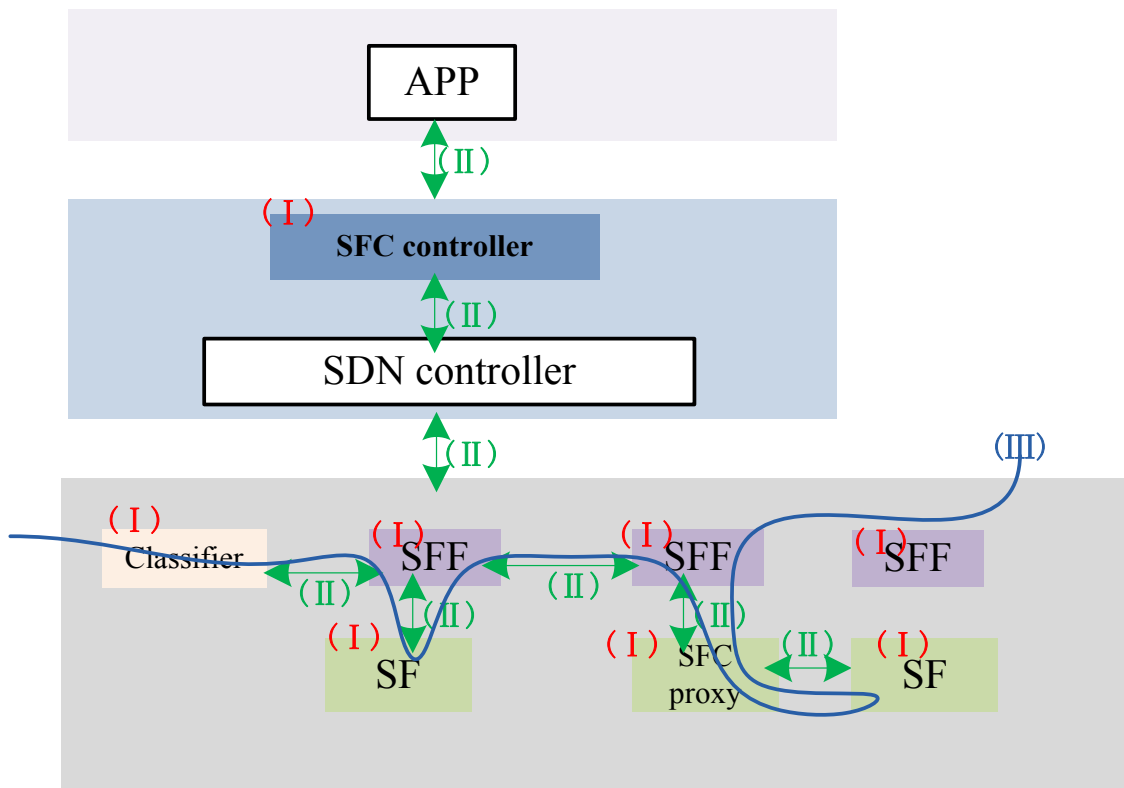 APP
(Ⅱ)
(Ⅰ)
SFC controller
(Ⅱ)
SDN controller
(Ⅱ)
(Ⅲ)
(Ⅰ)
Classifier
(Ⅰ)
SFF
(Ⅰ)
SFF
(Ⅰ)
SFF
(Ⅱ)
(Ⅱ)
(Ⅱ)
(Ⅱ)
(Ⅰ)
SF
(Ⅰ)
SFC
proxy
(Ⅱ)
(Ⅰ)
SF